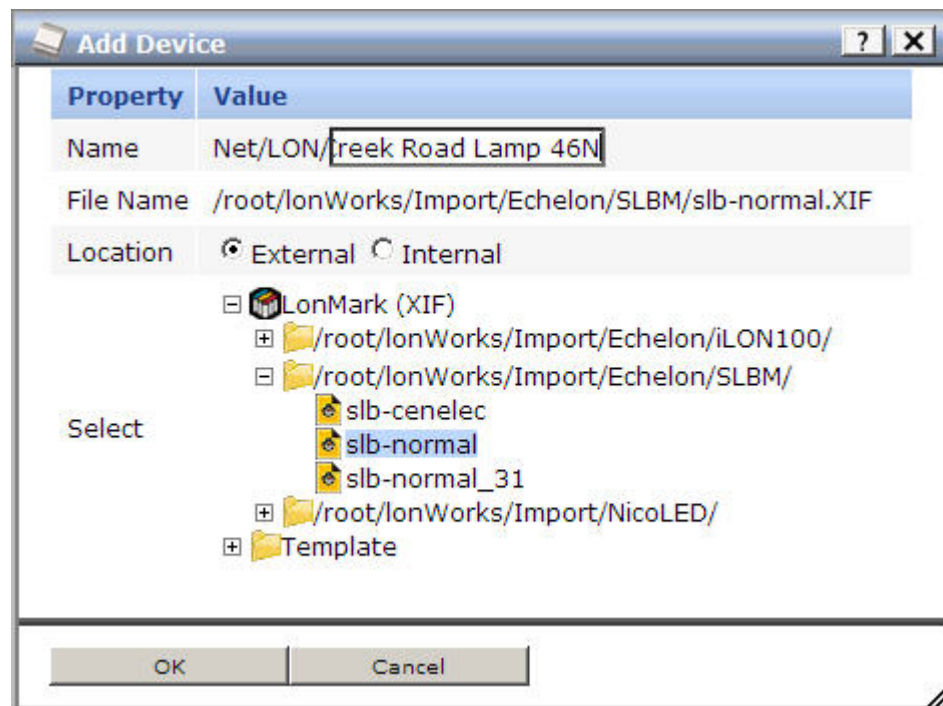 Add Device
?
Property Value
Name Net/LON/Creek Road Lamp 46N
File Name /root/lonWorks/Import/Echelon/SLBM/slb-normal.XIF
Location External Internal
LonMark (XIF)
/root/lonWorks/Import/Echelon/iLON100/
/root/lonWorks/Import/Echelon/SLBM/
slb-cenelec
Select
slb-normal
slb-normal_31
/root/lonWorks/Import/NicoLED/
Template
OK Cancel